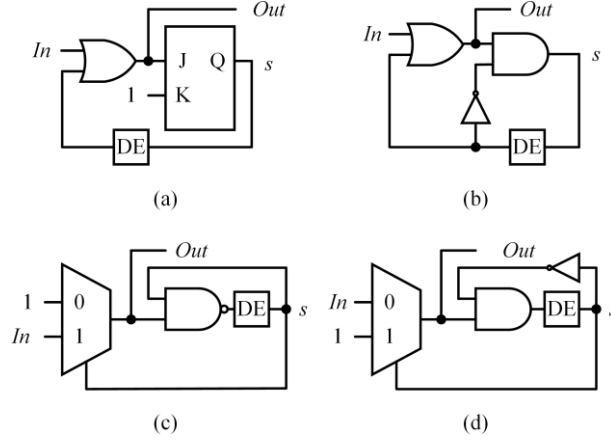 Out
In
J Q s
1 K
DE
(a)
Out
In
s
DE
(b)
Out
1 0
In 1
DE s
(c)
Out
In 0
1 1
DE
(d)